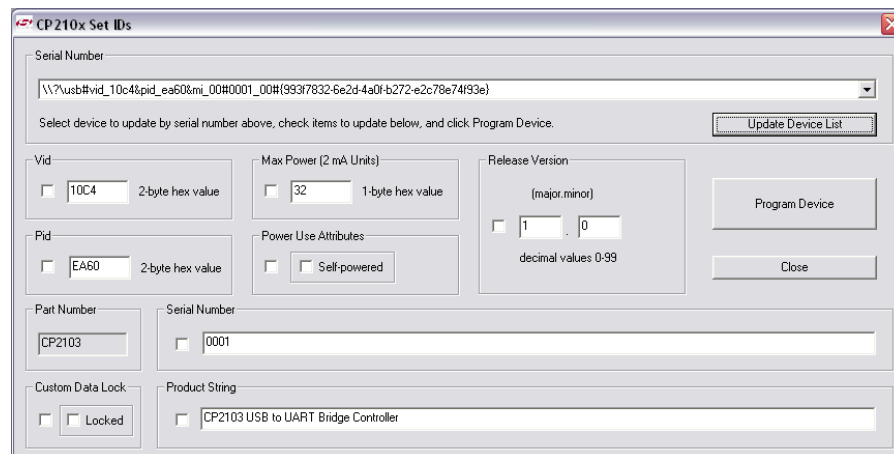 CP210x Set IDs
Serial Number
\\?\usb#vid_10c4&pid_ea60&mi_00#0001_00#{993f7832-6e2d-4a0f-b272-e2c78e74f93e}
Select device to update by serial number above, check items to update below, and click Program Device.
Update Device List
Vid
10C4
2-byte hex value
Max Power (2 mA Units)
32
1-byte hex value
Release Version
(major.minor)
1 . 0
decimal values 0-99
Program Device
Pid
EA60
2-byte hex value
Power Use Attributes
Self-powered
Close
Part Number
CP2103
Serial Number
0001
Custom Data Lock
Locked
Product String
CP2103 USB to UART Bridge Controller